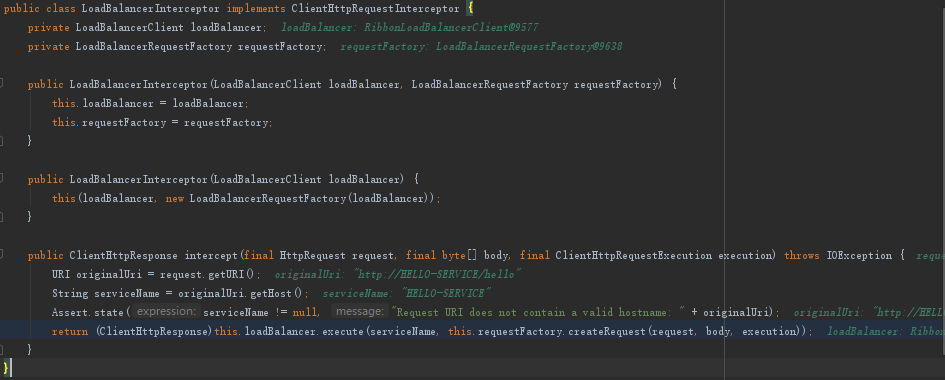 public class LoadBalancerInterceptor implements ClientHttpRequestInterceptor {
private LoadBalancerClient loadBalancer; loadBalancer: RibbonLoadBalancerClient@9577
private LoadBalancerRequestFactory requestFactory; requestFactory: LoadBalancerRequestFactory@9638
public LoadBalancerInterceptor(LoadBalancerClient loadBalancer, LoadBalancerRequestFactory requestFactory) {
this.loadBalancer = loadBalancer;
this.requestFactory = requestFactory;
}
public LoadBalancerInterceptor(LoadBalancerClient loadBalancer) {
this(loadBalancer, new LoadBalancerRequestFactory(loadBalancer));
}
public ClientHttpResponse intercept(final HttpRequest request, final byte[] body, final ClientHttpRequestExecution execution) throws IOException { reque
URI originalUri = request.getURI(); originalUri: "http://HELLO-SERVICE/hello"
String serviceName = originalUri.getHost(); serviceName: "HELLO-SERVICE"
Assert.state( expression: serviceName != null, message: "Request URI does not contain a valid hostname: " + originalUri); originalUri: "http://HELL
return (ClientHttpResponse)this.loadBalancer.execute(serviceName, this.requestFactory.createRequest(request, body, execution)); loadBalancer: Ribbon
}
}